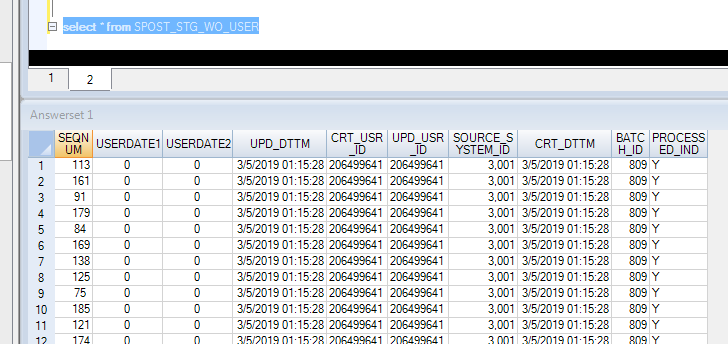 select * from SPOST_STG_WO_USER
1 2
Answerset 1
SEQNUM USERDATE1 USERDATE2 UPD_DTTM CRT_USR_ID UPD_USR_ID SOURCE_SYSTEM_ID CRT_DTTM BATCH_ID PROCESSED_IND
1 113 0 0 3/5/2019 01:15:28 206499641 206499641 3,001 3/5/2019 01:15:28 809 Y
2 161 0 0 3/5/2019 01:15:28 206499641 206499641 3,001 3/5/2019 01:15:28 809 Y
3 91 0 0 3/5/2019 01:15:28 206499641 206499641 3,001 3/5/2019 01:15:28 809 Y
4 179 0 0 3/5/2019 01:15:28 206499641 206499641 3,001 3/5/2019 01:15:28 809 Y
5 84 0 0 3/5/2019 01:15:28 206499641 206499641 3,001 3/5/2019 01:15:28 809 Y
6 169 0 0 3/5/2019 01:15:28 206499641 206499641 3,001 3/5/2019 01:15:28 809 Y
7 138 0 0 3/5/2019 01:15:28 206499641 206499641 3,001 3/5/2019 01:15:28 809 Y
8 125 0 0 3/5/2019 01:15:28 206499641 206499641 3,001 3/5/2019 01:15:28 809 Y
9 75 0 0 3/5/2019 01:15:28 206499641 206499641 3,001 3/5/2019 01:15:28 809 Y
10 185 0 0 3/5/2019 01:15:28 206499641 206499641 3,001 3/5/2019 01:15:28 809 Y
11 121 0 0 3/5/2019 01:15:28 206499641 206499641 3,001 3/5/2019 01:15:28 809 Y
12 174 0 0 3/5/2019 01:15:28 206499641 206499641 3,001 3/5/2019 01:15:28 809 Y